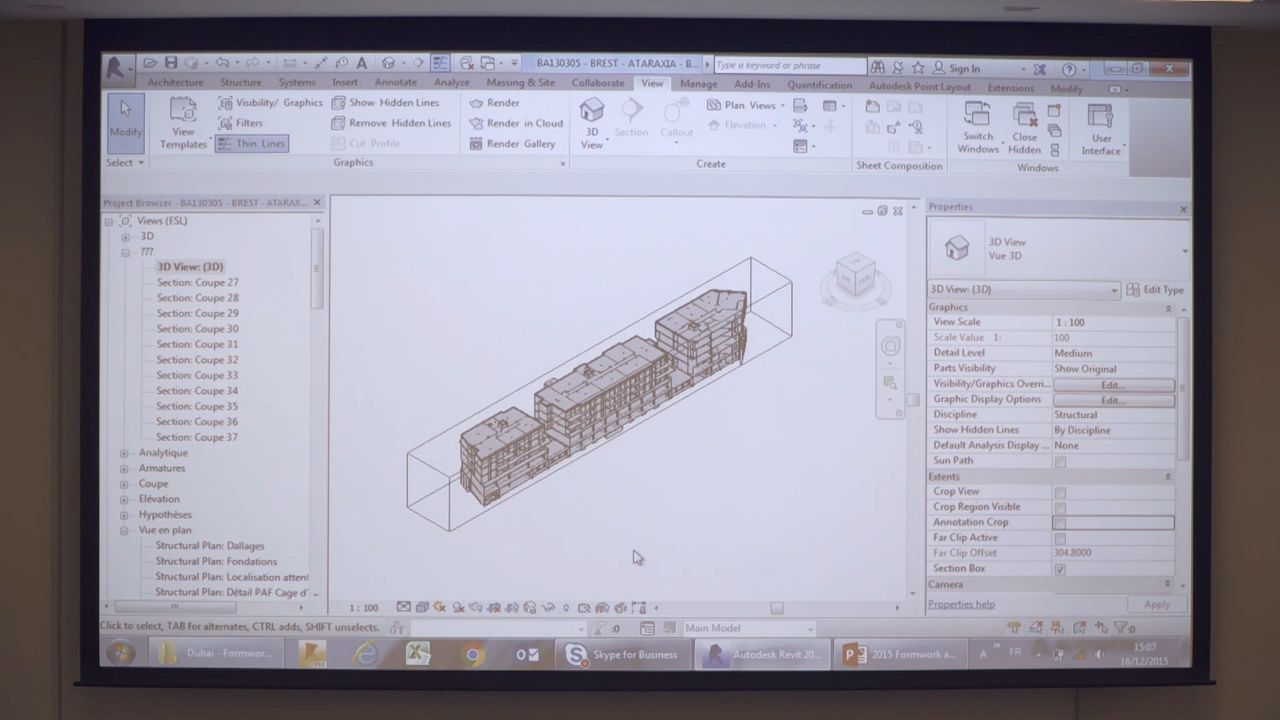 BA130305 - BREST - ATARAXIA - B...
Type a keyword or phrase
Sign In
Architecture Structure Systems Insert Annotate Analyze Massing & Site Collaborate View Manage Add-Ins Quantification Autodesk Point Layout Extensions Modify
Modify
View
Templates
Visibility/ Graphics
Filters
Thin Lines
Show Hidden Lines
Remove Hidden Lines
Cut Profile
Render
Render in Cloud
Render Gallery
3D
View
Section
Callout
Plan Views
Elevation
Switch
Windows
Close
Hidden
User
Interface
Select
Graphics
Create
Sheet Composition
Windows
Project Browser - BA130305 - BREST - ATARAX...
Views (ESL)
3D
???
3D View: {3D}
Section: Coupe 27
Section: Coupe 28
Section: Coupe 29
Section: Coupe 30
Section: Coupe 31
Section: Coupe 32
Section: Coupe 33
Section: Coupe 34
Section: Coupe 35
Section: Coupe 36
Section: Coupe 37
Analytique
Armatures
Coupe
Elévation
Hypothèses
Vue en plan
Structural Plan: Dallages
Structural Plan: Fondations
Structural Plan: Localisation attent
Structural Plan: Détail PAF Cage d'
Properties
3D View
Vue 3D
3D View: {3D}
Edit Type
Graphics
View Scale 1 : 100
Scale Value 1: 100
Detail Level Medium
Parts Visibility Show Original
Visibility/Graphics Overri... Edit...
Graphic Display Options Edit...
Discipline Structural
Show Hidden Lines By Discipline
Default Analysis Display ... None
Sun Path
Extents
Crop View
Crop Region Visible
Annotation Crop
Far Clip Active
Far Clip Offset 304.8000
Section Box
Camera
Properties help
Apply
1 : 100
Click to select, TAB for alternates, CTRL adds, SHIFT unselects.
:0
Main Model
:0
Dubai - Formwor...
Skype for Business
Autodesk Revit 20...
2015 Formwork a...
FR
15:07
16/12/2015